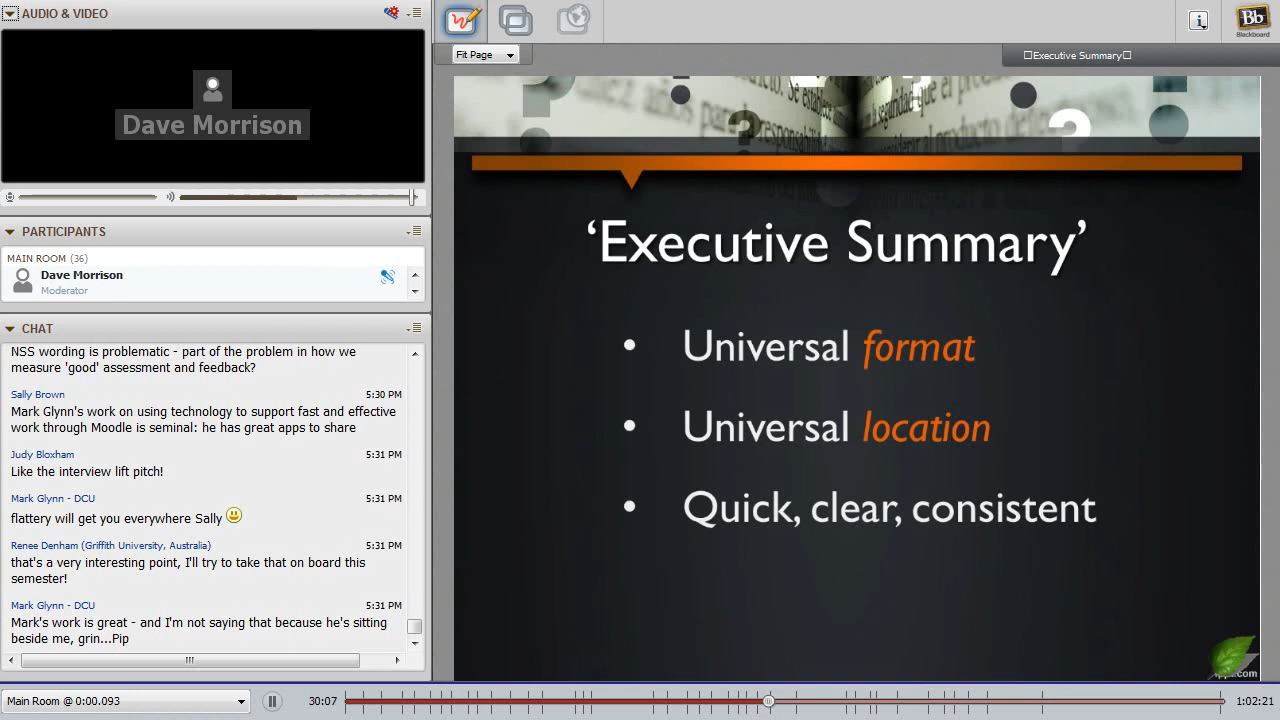 AUDIO & VIDEO
Dave Morrison
PARTICIPANTS
MAIN ROOM (36)
Dave Morrison
Moderator
CHAT
NSS wording is problematic - part of the problem in how we
measure 'good' assessment and feedback?
Sally Brown 5:30 PM
Mark Glynn's work on using technology to support fast and effective
work through Moodle is seminal: he has great apps to share
Judy Bloxham 5:31 PM
Like the interview lift pitch!
Mark Glynn - DCU 5:31 PM
flattery will get you everywhere Sally
Renee Denham (Griffith University, Australia) 5:31 PM
that's a very interesting point, I'll try to take that on board this
semester!
Mark Glynn - DCU 5:31 PM
Mark's work is great - and I'm not saying that because he's sitting
beside me, grin...Pip
Main Room @ 0:00.093
30:07
1:02:21
Fit Page
Executive Summary
Bb
Blackboard
‘Executive Summary’
• Universal format
• Universal location
• Quick, clear, consistent